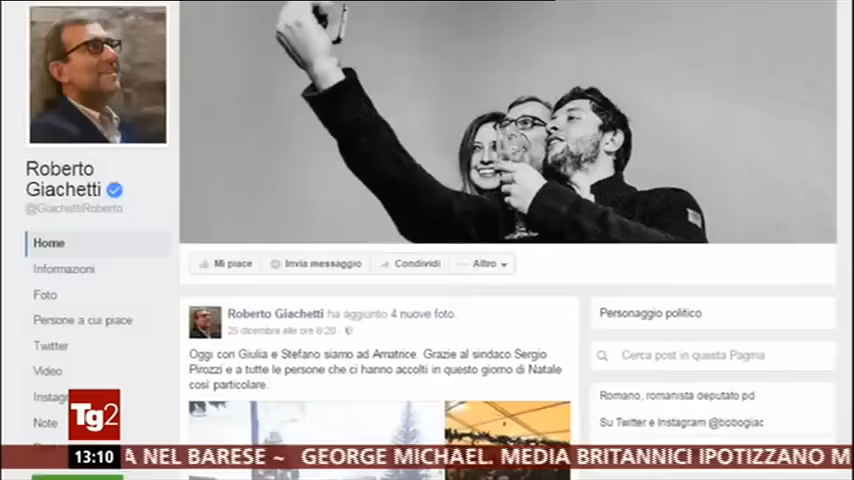 Roberto
Giachetti
@GiachettiRoberto
Home
Informazioni
Foto
Persone a cui piace
Twitter
Video
Instagr
Note
Mi piace
Invia messaggio
Condividi
Altro
Roberto Giachetti ha aggiunto 4 nuove foto.
25 dicembre alle ore 6:20
Oggi con Giulia e Stefano siamo ad Amatrice. Grazie al sindaco Sergio
Pirozzi e a tutte le persone che ci hanno accolti in questo giorno di Natale
così particolare.
Personaggio politico
Cerca post in questa Pagina
Romano, romanista deputato pd
Su Twitter e Instagram @bobogiac
Tg2
13:10
A NEL BARESE ~ GEORGE MICHAEL. MEDIA BRITANNICI IPOTIZZANO M